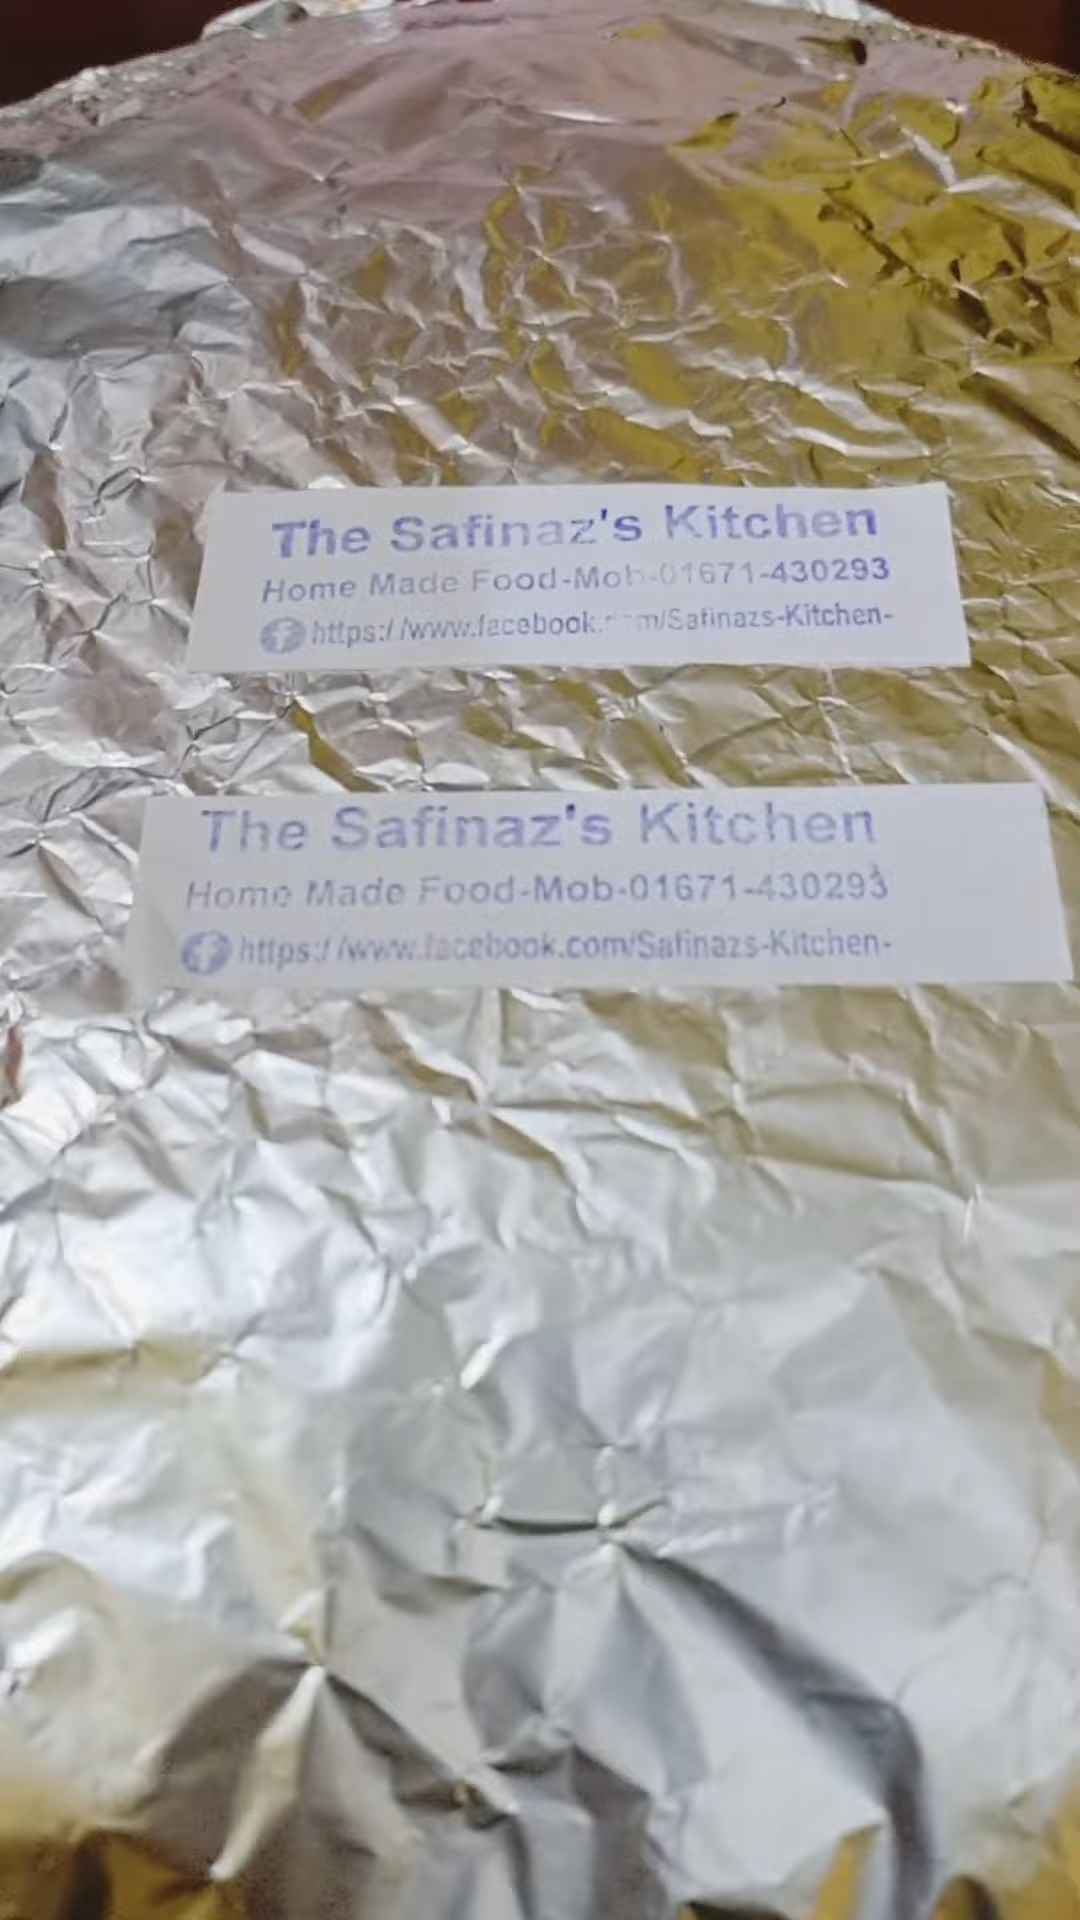 The Safinaz's Kitchen
Home Made Food-Mob-01671-430293
https://www.facebook.com/Safinazs-Kitchen-
The Safinaz's Kitchen
Home Made Food-Mob-01671-430293
https://www.facebook.com/Safinazs-Kitchen-